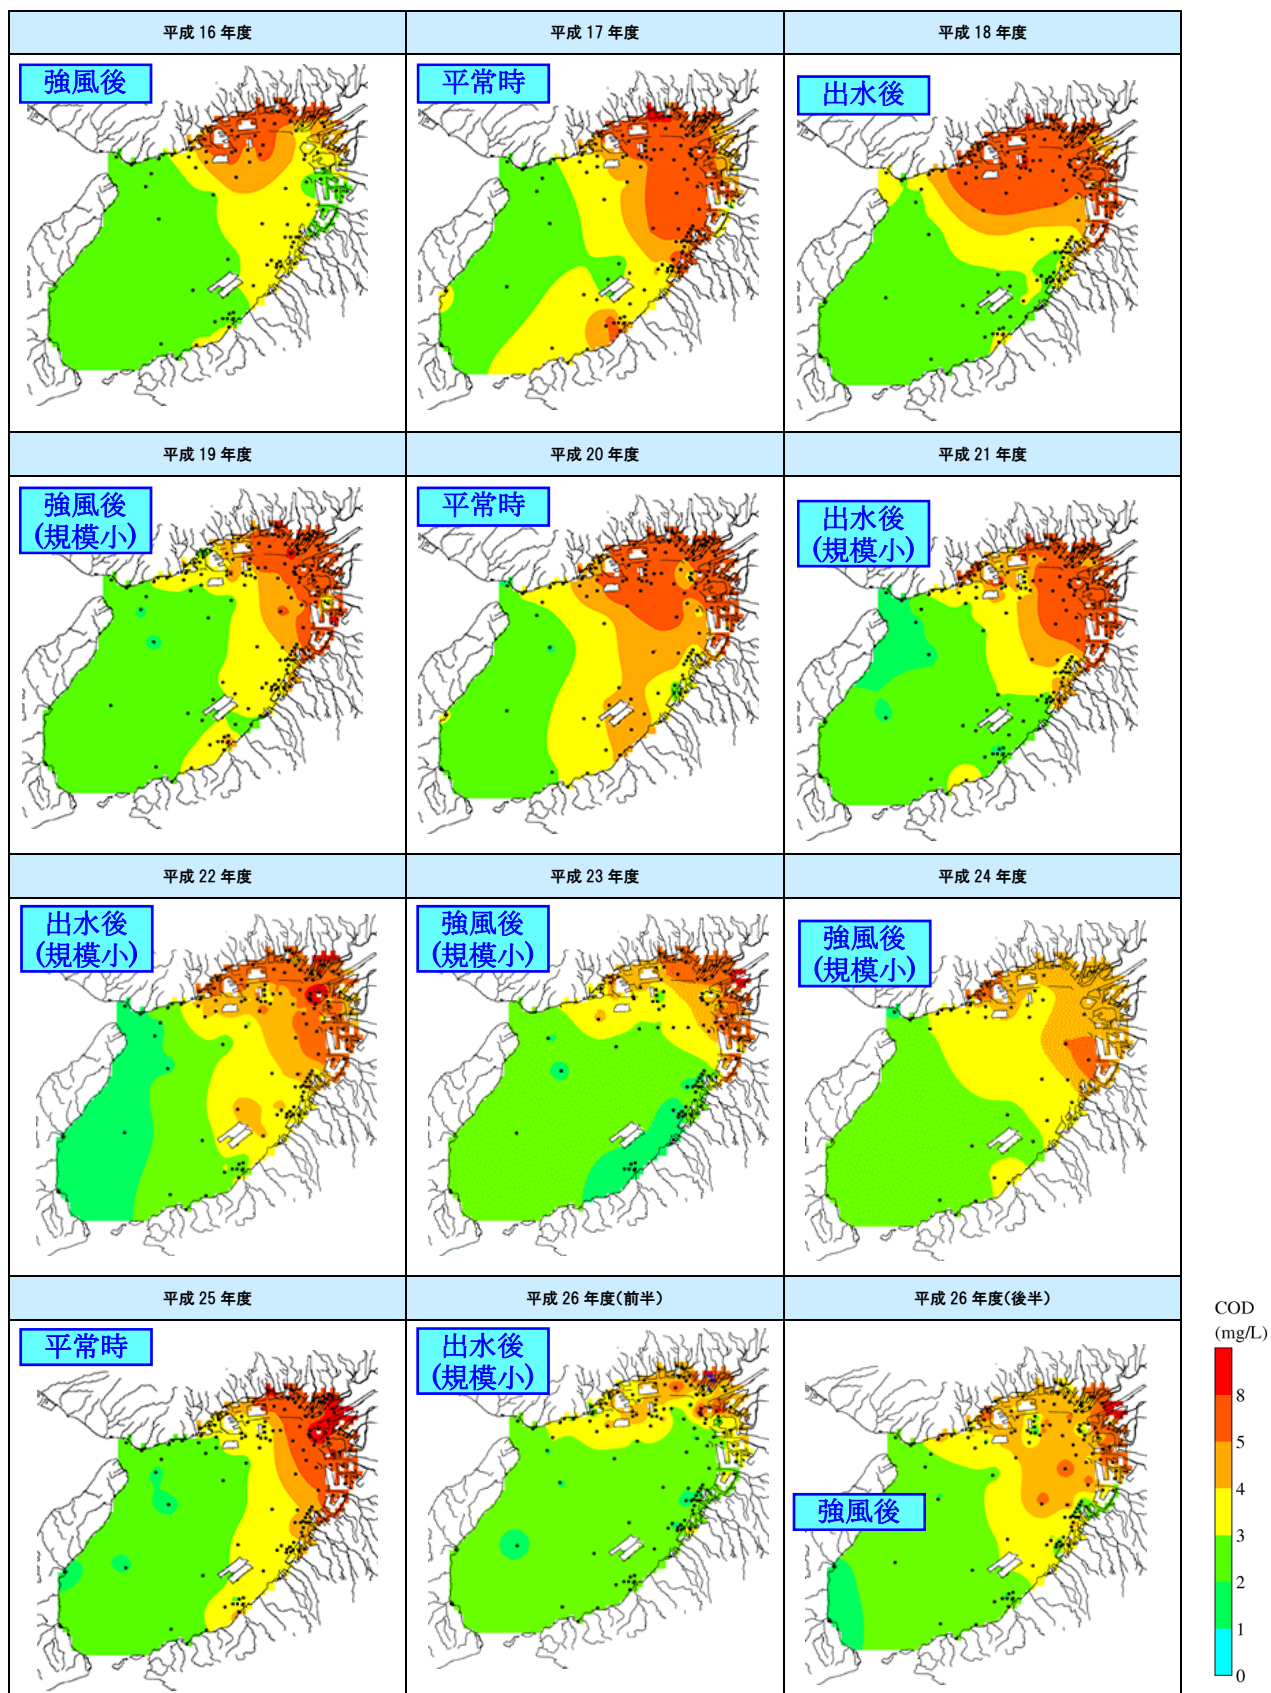 平成 16 年度
平成 17 年度
平成 18 年度
強風後
平常時
出水後
平成 19 年度
平成 20 年度
平成 21 年度
強風後
(規模小)
平常時
出水後
(規模小)
平成 22 年度
平成 23 年度
平成 24 年度
出水後
(規模小)
強風後
(規模小)
強風後
(規模小)
平成 25 年度
平成 26 年度(前半)
平成 26 年度(後半)
平常時
出水後
(規模小)
強風後
COD
(mg/L)
8
5
4
3
2
1
0